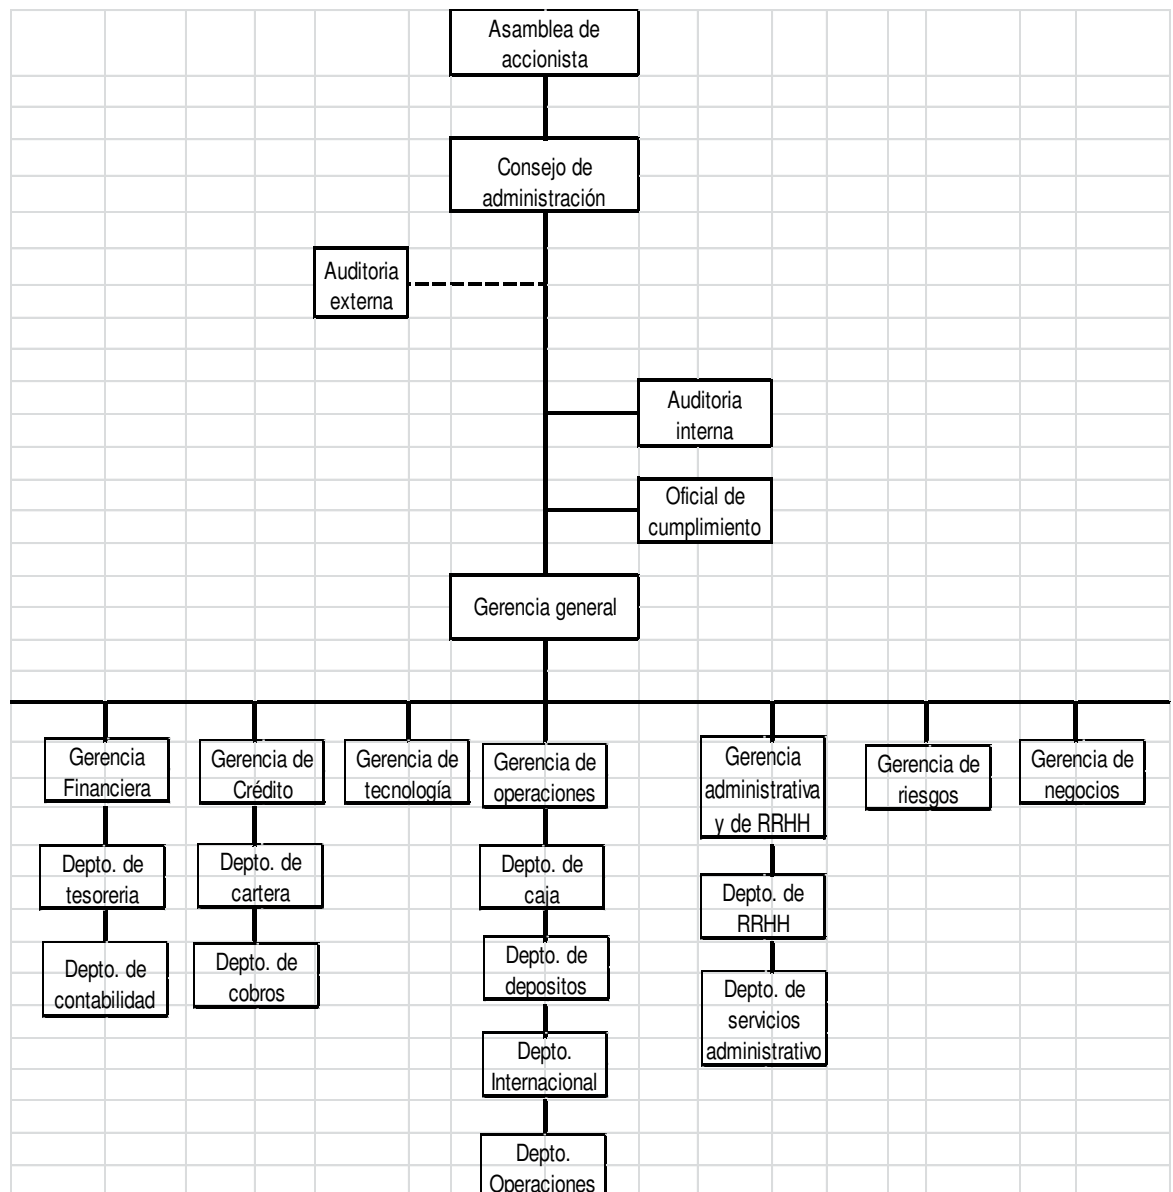 Asamblea de
accionista
Consejo de
administración
Auditoria
externa
Auditoria
interna
Oficial de
cumplimiento
Gerencia general
Gerencia
Financiera
Gerencia de
Crédito
Gerencia de
tecnología
Gerencia de
operaciones
Gerencia
administrativa
y de RRHH
Gerencia de
riesgos
Gerencia de
negocios
Depto. de
tesoreria
Depto. de
cartera
Depto. de
caja
Depto. de
RRHH
Depto. de
contabilidad
Depto. de
cobros
Depto. de
depositos
Depto. de
servicios
administrativo
Depto.
Internacional
Depto.
Operaciones